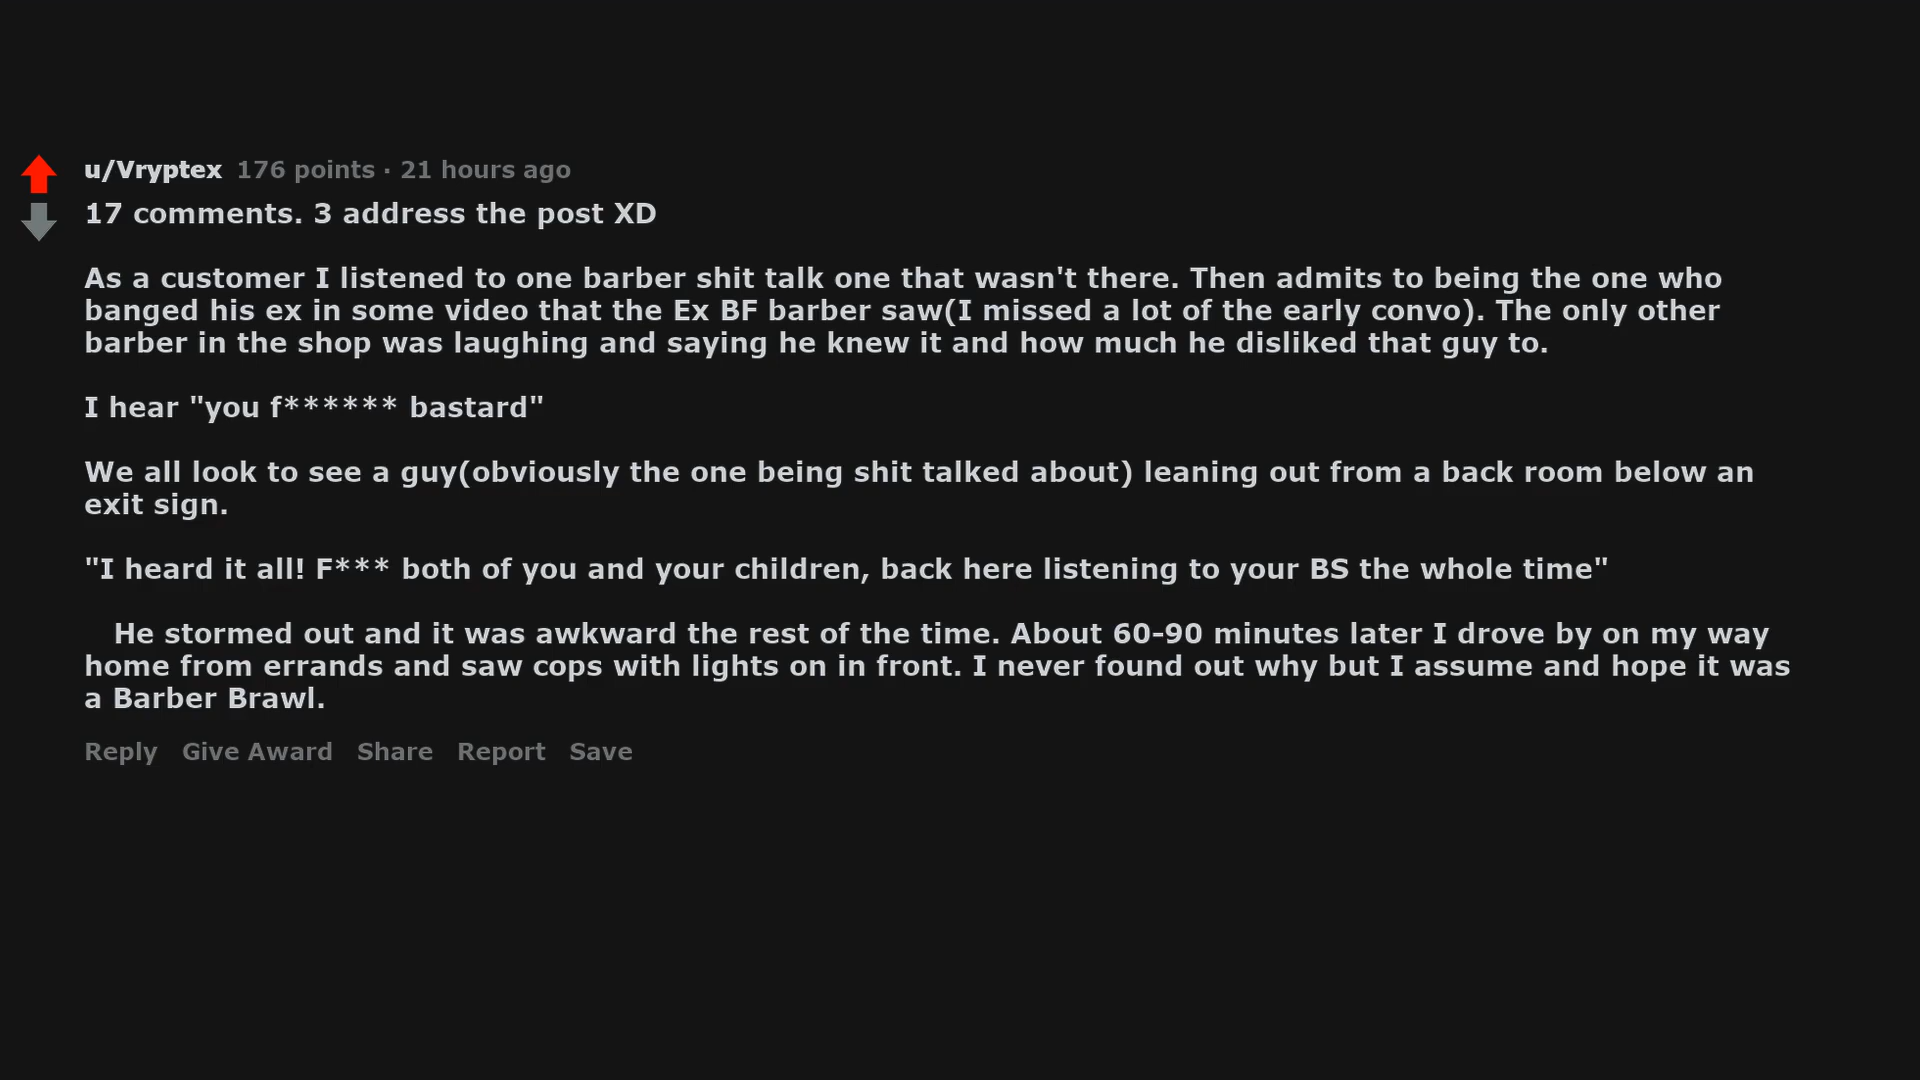 u/Vryptex 176 points · 21 hours ago
17 comments. 3 address the post XD
As a customer I listened to one barber shit talk one that wasn't there. Then admits to being the one who
banged his ex in some video that the Ex BF barber saw(I missed a lot of the early convo). The only other
barber in the shop was laughing and saying he knew it and how much he disliked that guy to.
I hear "you f****** bastard"
We all look to see a guy(obviously the one being shit talked about) leaning out from a back room below an
exit sign.
"I heard it all! F*** both of you and your children, back here listening to your BS the whole time"
He stormed out and it was awkward the rest of the time. About 60-90 minutes later I drove by on my way
home from errands and saw cops with lights on in front. I never found out why but I assume and hope it was
a Barber Brawl.
Reply Give Award Share Report Save